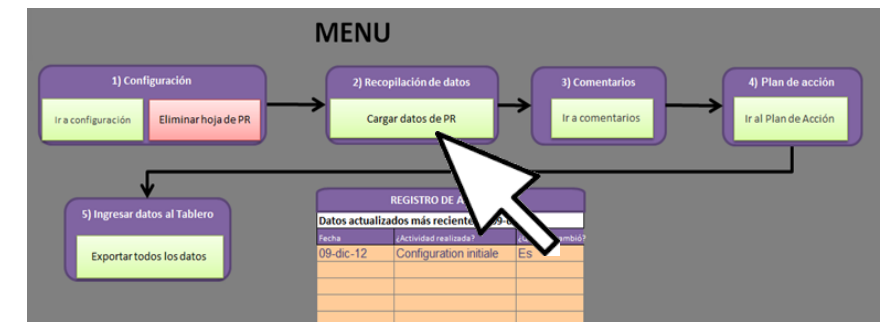 MENU
1) Configuración
Ir a configuración
Eliminar hoja de PR
2) Recopilación de datos
Cargar datos de PR
3) Comentarios
Ir a comentarios
4) Plan de acción
Ir al Plan de Acción
5) Ingresar datos al Tablero
Exportar todos los datos
REGISTRO DE
Datos actualizados más
Fecha
¿Actividad realizada?
09-dic-12
Configuration initiale
Es